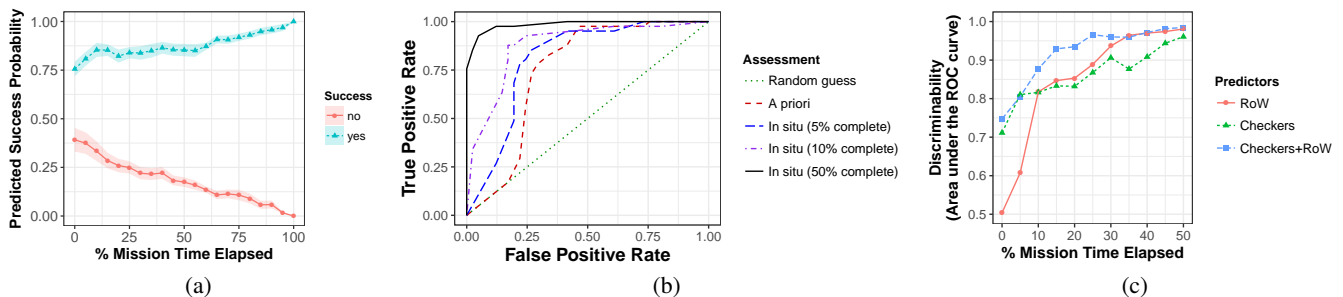 Predicted Success Probability
1.00
0.75
0.50
0.25
0.00
0
25
50
75
100
% Mission Time Elapsed
Success
no
yes
(a)
True Positive Rate
1.00
0.75
0.50
0.25
0.00
0.00
0.25
0.50
0.75
1.00
False Positive Rate
Assessment
Random guess
A priori
In situ (5% complete)
In situ (10% complete)
In situ (50% complete)
(b)
Discriminability
(Area under the ROC curve)
1.0
0.9
0.8
0.7
0.6
0.5
0
10
20
30
40
50
% Mission Time Elapsed
Predictors
RoW
Checkers
Checkers+RoW
(c)